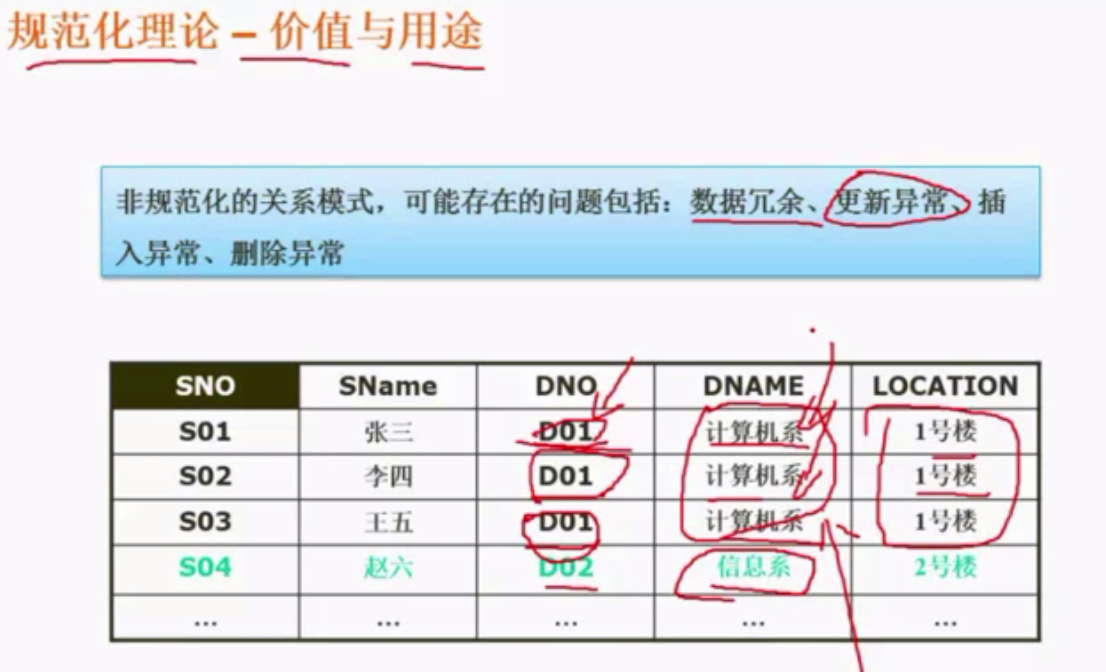 规范化理论 – 价值与用途
非规范化的关系模式，可能存在的问题包括：数据冗余、更新异常、插
入异常、删除异常
SNO SName DNO DNAME LOCATION
S01 张三 D01 计算机系 1号楼
S02 李四 D01 计算机系 1号楼
S03 王五 D01 计算机系 1号楼
S04 赵六 D02 信息系 2号楼
... ... ... ... ...